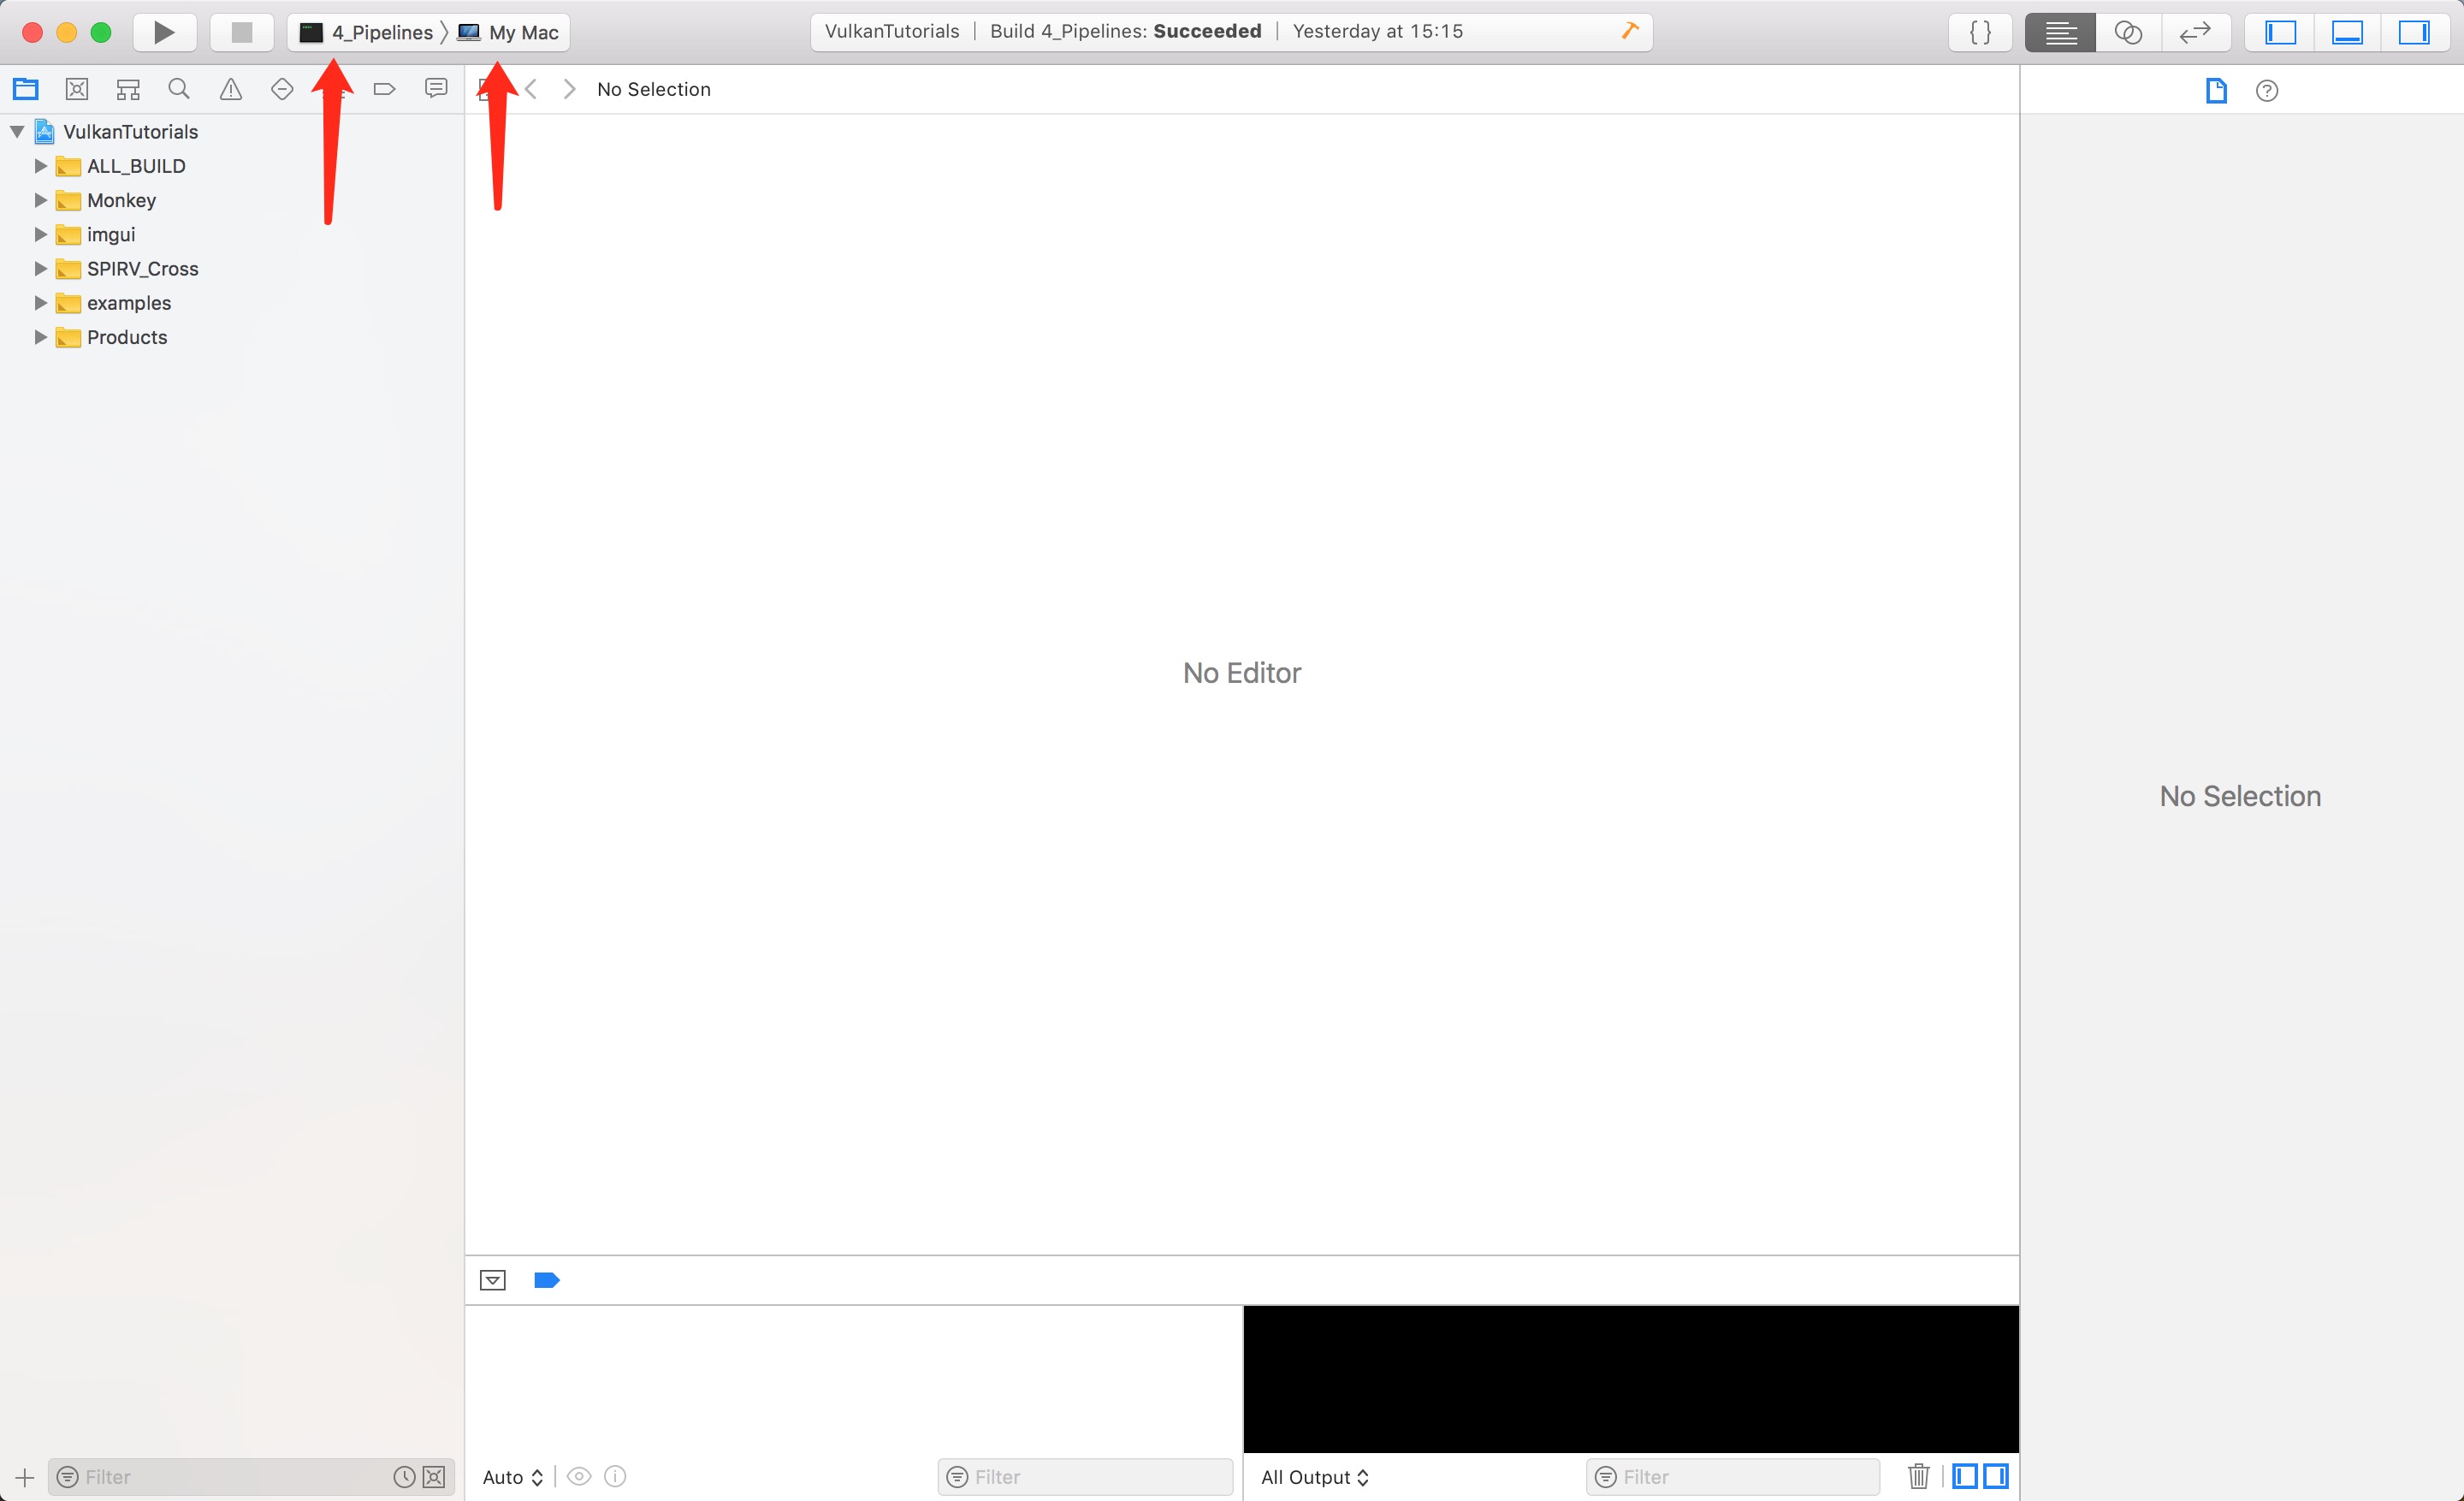 4_Pipelines My Mac
VulkanTutorials | Build 4_Pipelines: Succeeded | Yesterday at 15:15
No Selection
VulkanTutorials
ALL_BUILD
Monkey
imgui
SPIRV_Cross
examples
Products
No Editor
No Selection
Filter
Auto
Filter
All Output
Filter